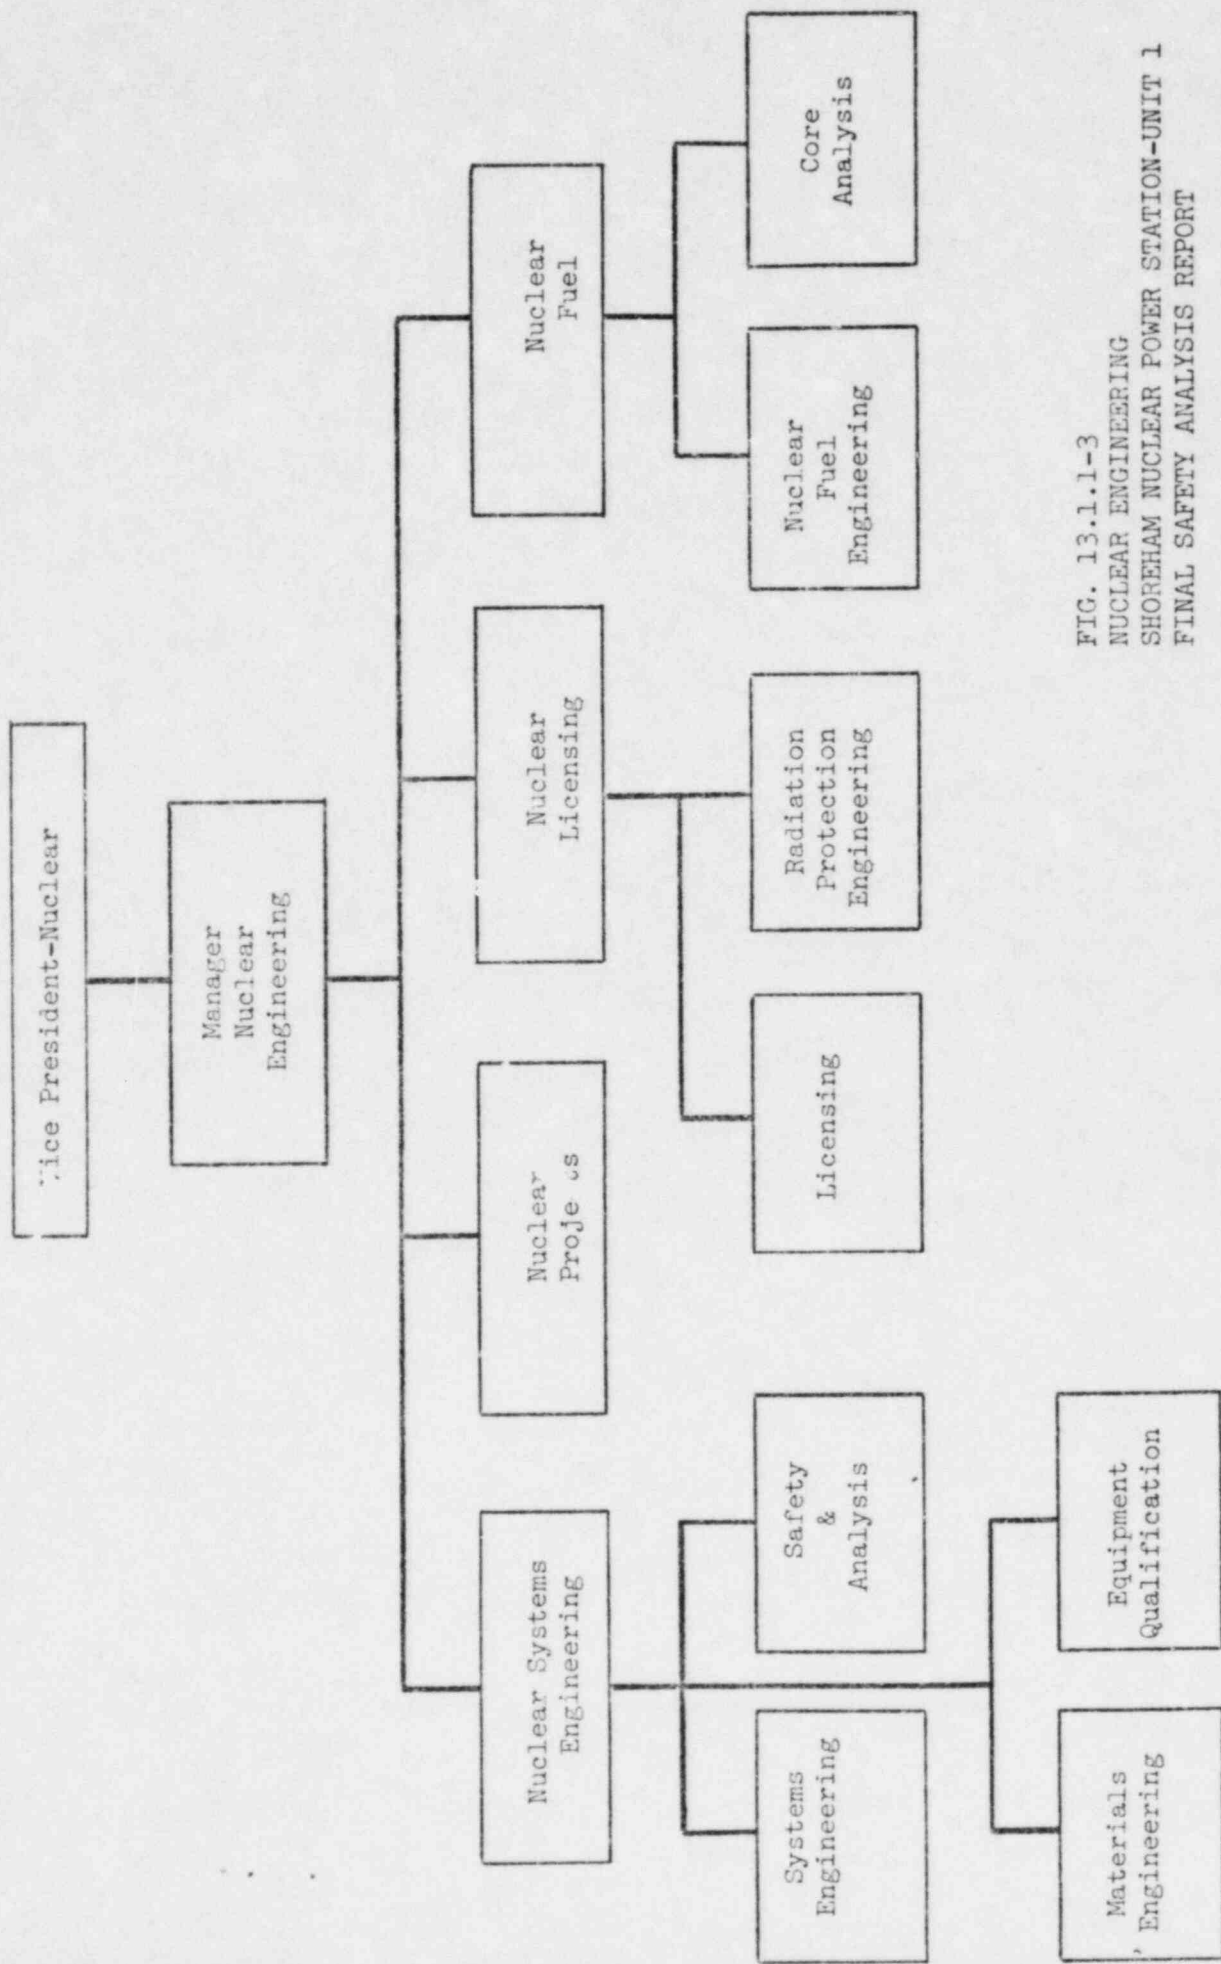 Vice President-Nuclear
Manager
Nuclear
Engineering
Nuclear Systems
Engineering
Nuclear
Projects
Nuclear
Licensing
Nuclear
Fuel
Systems
Engineering
Safety
&
Analysis
Licensing
Radiation
Protection
Engineering
Nuclear
Fuel
Engineering
Core
Analysis
Materials
Engineering
Equipment
Qualification
FIG. 13.1.1-3
NUCLEAR ENGINEERING
SHOREHAM NUCLEAR POWER STATION-UNIT 1
FINAL SAFETY ANALYSIS REPORT